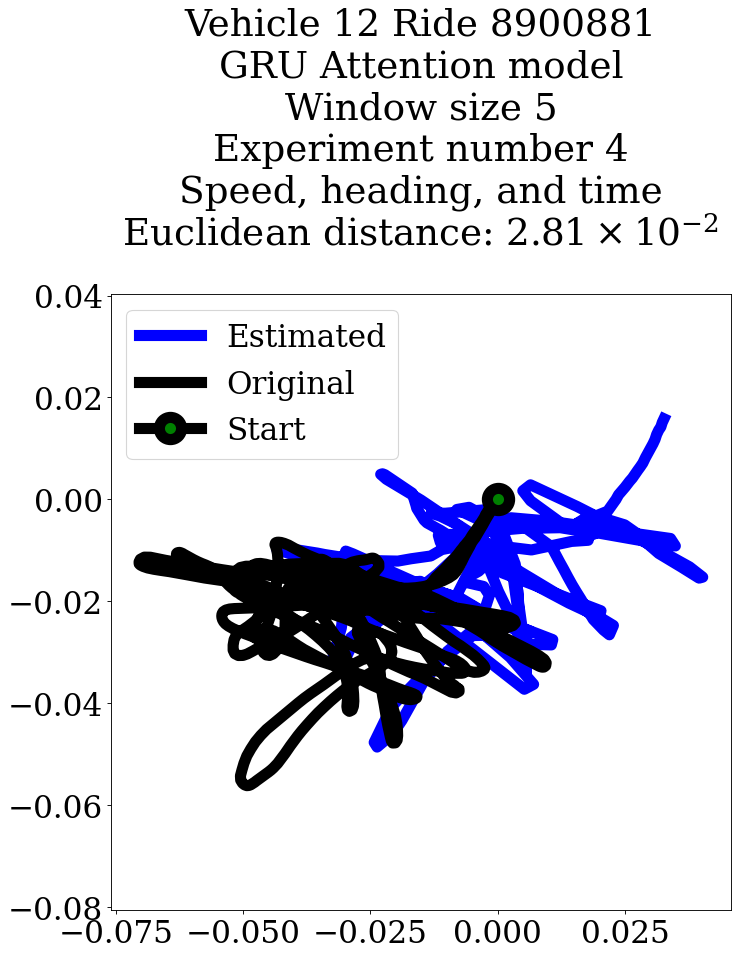 Vehicle 12 Ride 8900881
GRU Attention model
Window size 5
Experiment number 4
Speed, heading, and time
Euclidean distance: 2.81 × 10⁻²
0.04
0.02
0.00
−0.02
−0.04
−0.06
−0.08
Estimated
Original
Start
−0.075 −0.050 −0.025 0.000 0.025